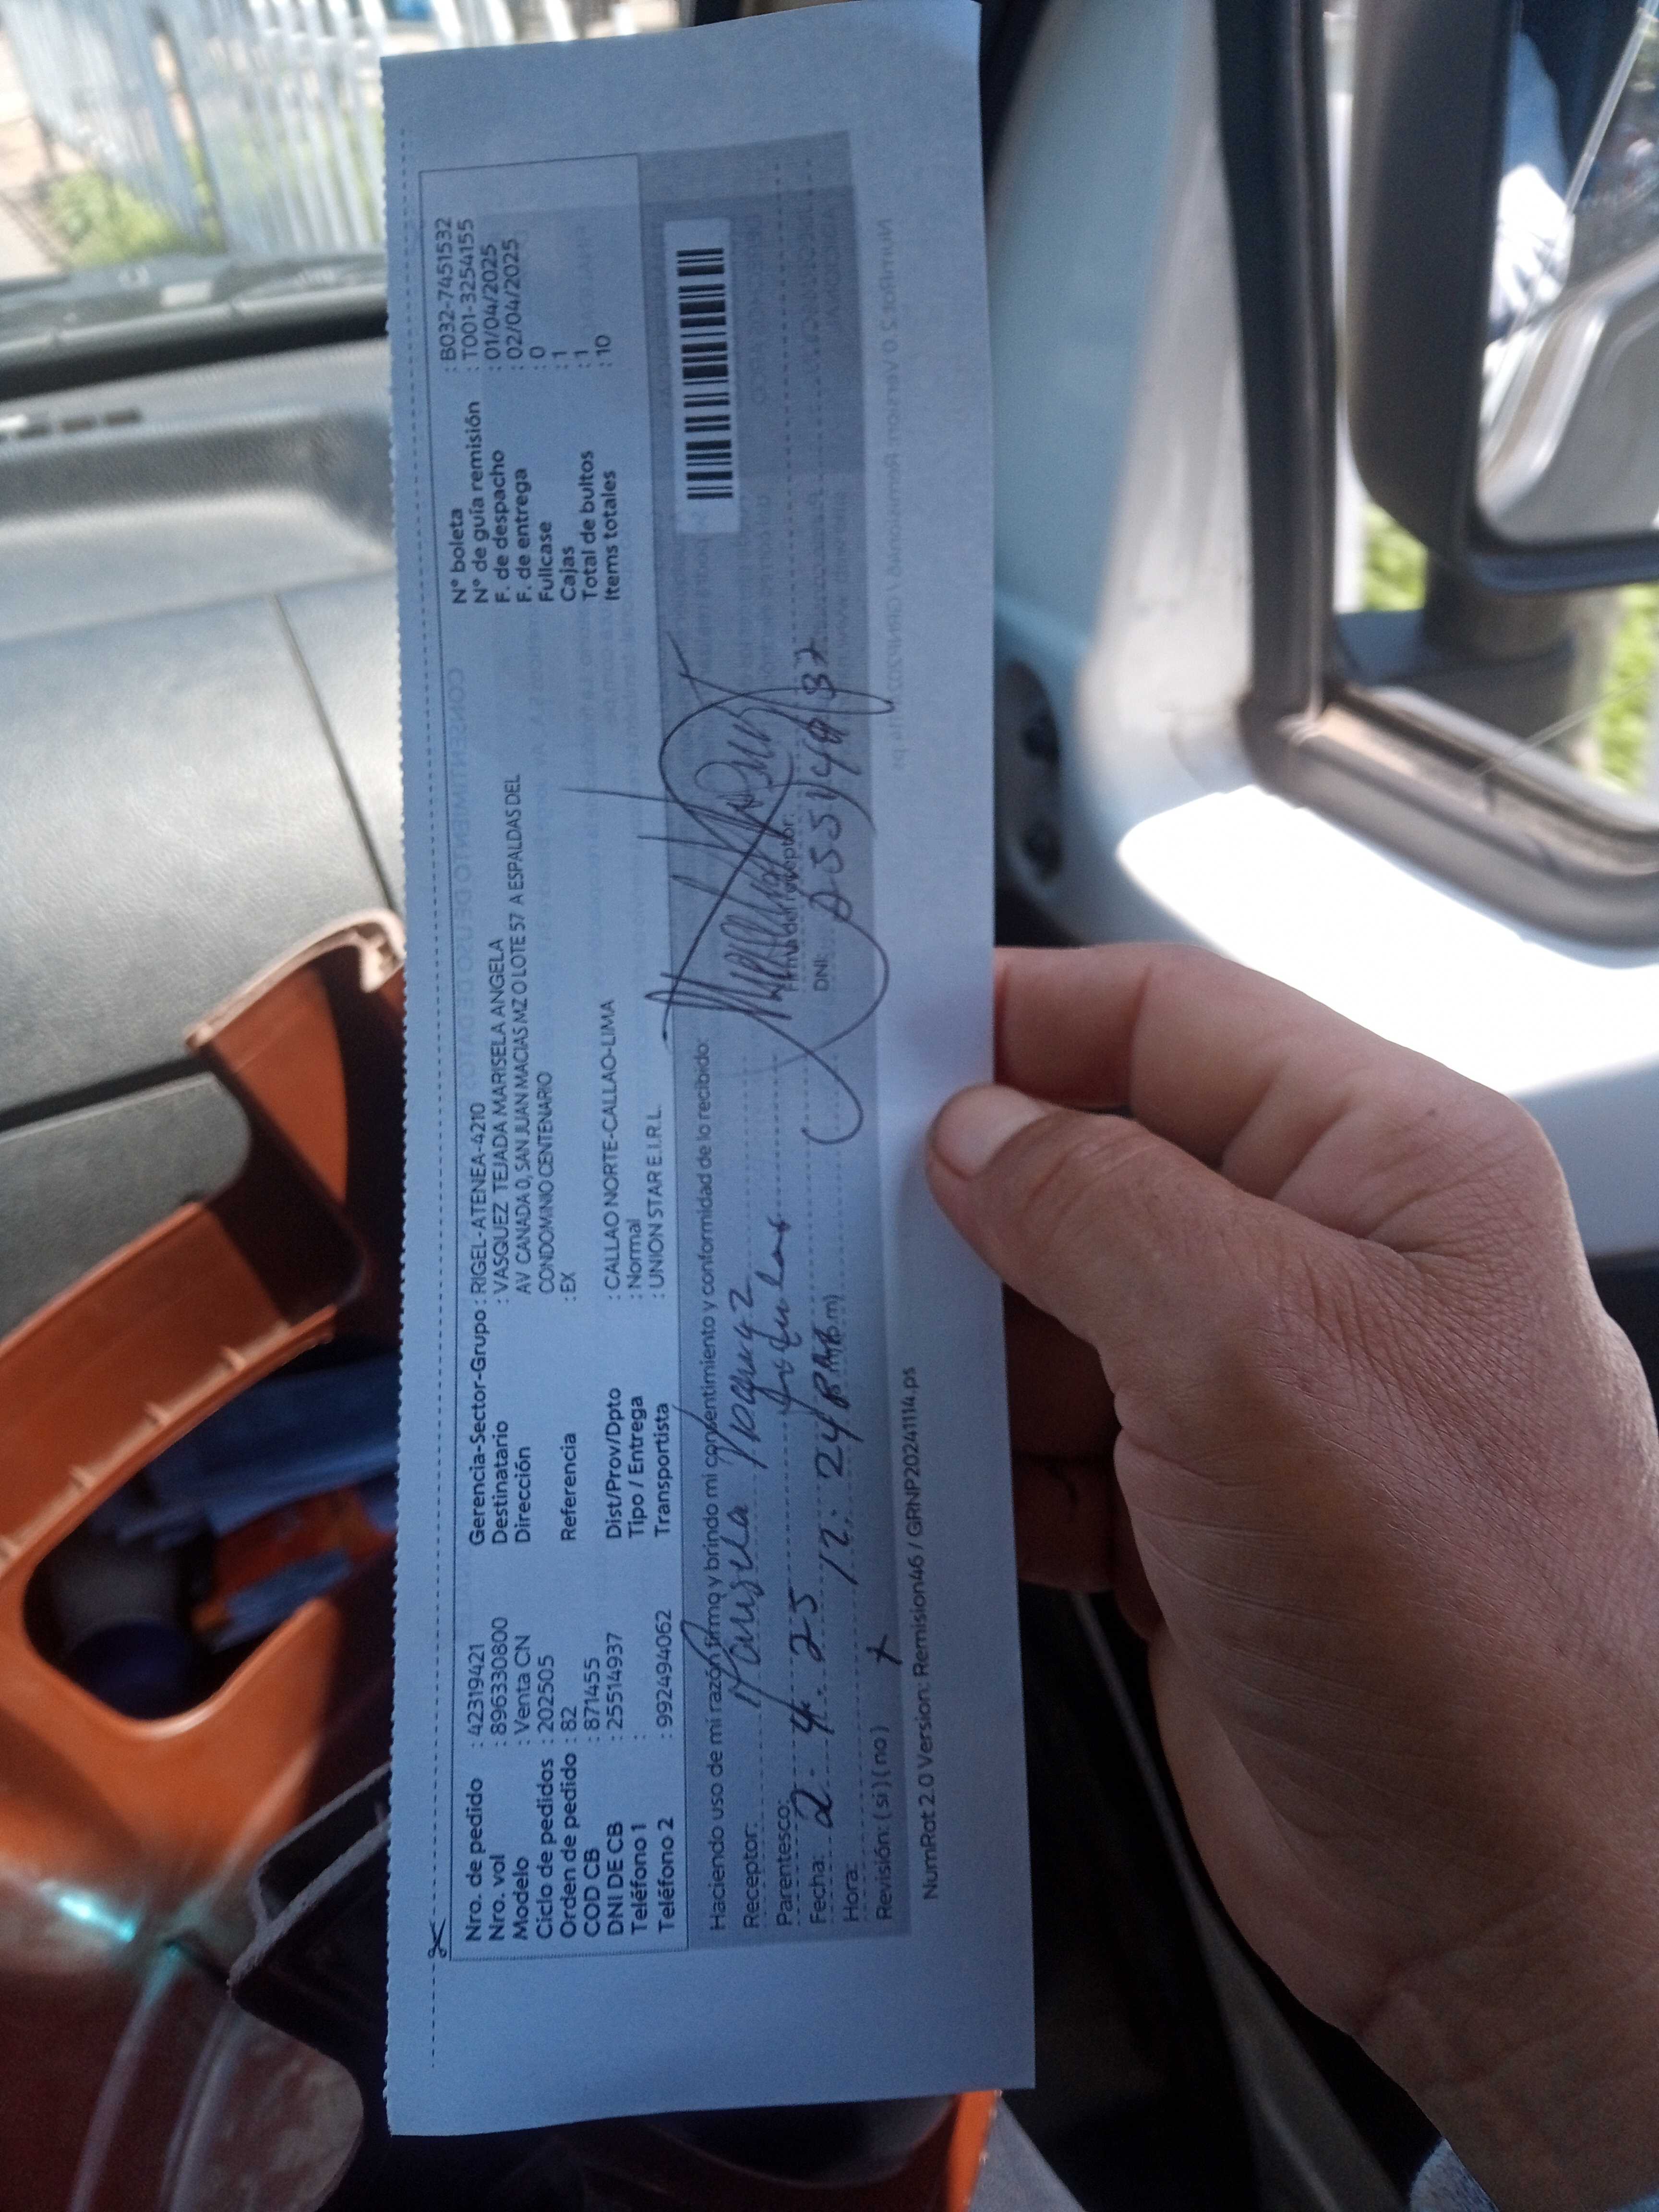 Nro. de pedido : 42319421 Gerencia-Sector-Grupo : RIGEL-ATENEA-4210 N° boleta : B032-7451532
Nro. vol : 896330800 Destinatario : VASQUEZ TEJADA MARISELA ANGELA N° de guía remisión : T001-3254155
Modelo : Venta CN Dirección AV CANADA 0, SAN JUAN MACIAS MZ O LOTE 57 A ESPALDAS DEL F. de despacho : 01/04/2025
Ciclo de pedidos : 202505 CONDOMINIO CENTENARIO F. de entrega : 02/04/2025
Orden de pedido : 82 Referencia : EX Fullcase : 0
COD CB : 871455 Cajas : 1
DNI DE CB : 25514937 Dist/Prov/Dpto : CALLAO NORTE-CALLAO-LIMA Total de bultos : 1
Teléfono 1 : Tipo / Entrega : Normal Items totales : 10
Teléfono 2 : 992494062 Transportista : UNION STAR E.I.R.L.
Haciendo uso de mi razón firmo y brindo mi consentimiento y conformidad de lo recibido:
Receptor: Marisela Vasquez
Parentesco: Firma del receptor:
Fecha: 2. 4. 25 DNI:
Hora: 12. 24 m)
Revisión: ( si ) ( no ) x
NumRot 2.0 Version: Remision46 / GRNP20241114.ps